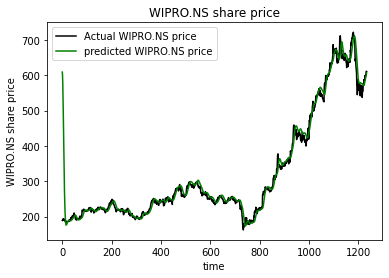 WIPRO.NS share price
Actual WIPRO.NS price
predicted WIPRO.NS price
WIPRO.NS share price
700
600
500
400
300
200
0
200
400
600
800
1000
1200
time